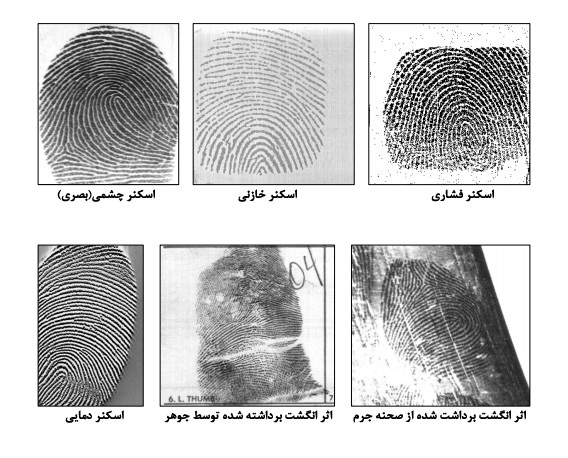 اسکنر فشاری
اسکنر خازنی
اسکنر چشمی(بصری)
04
6. L. THUMB
7
اثر انگشت برداشت شده از صحنه جرم
اثر انگشت برداشته شده توسط جوهر
اسکنر دمایی